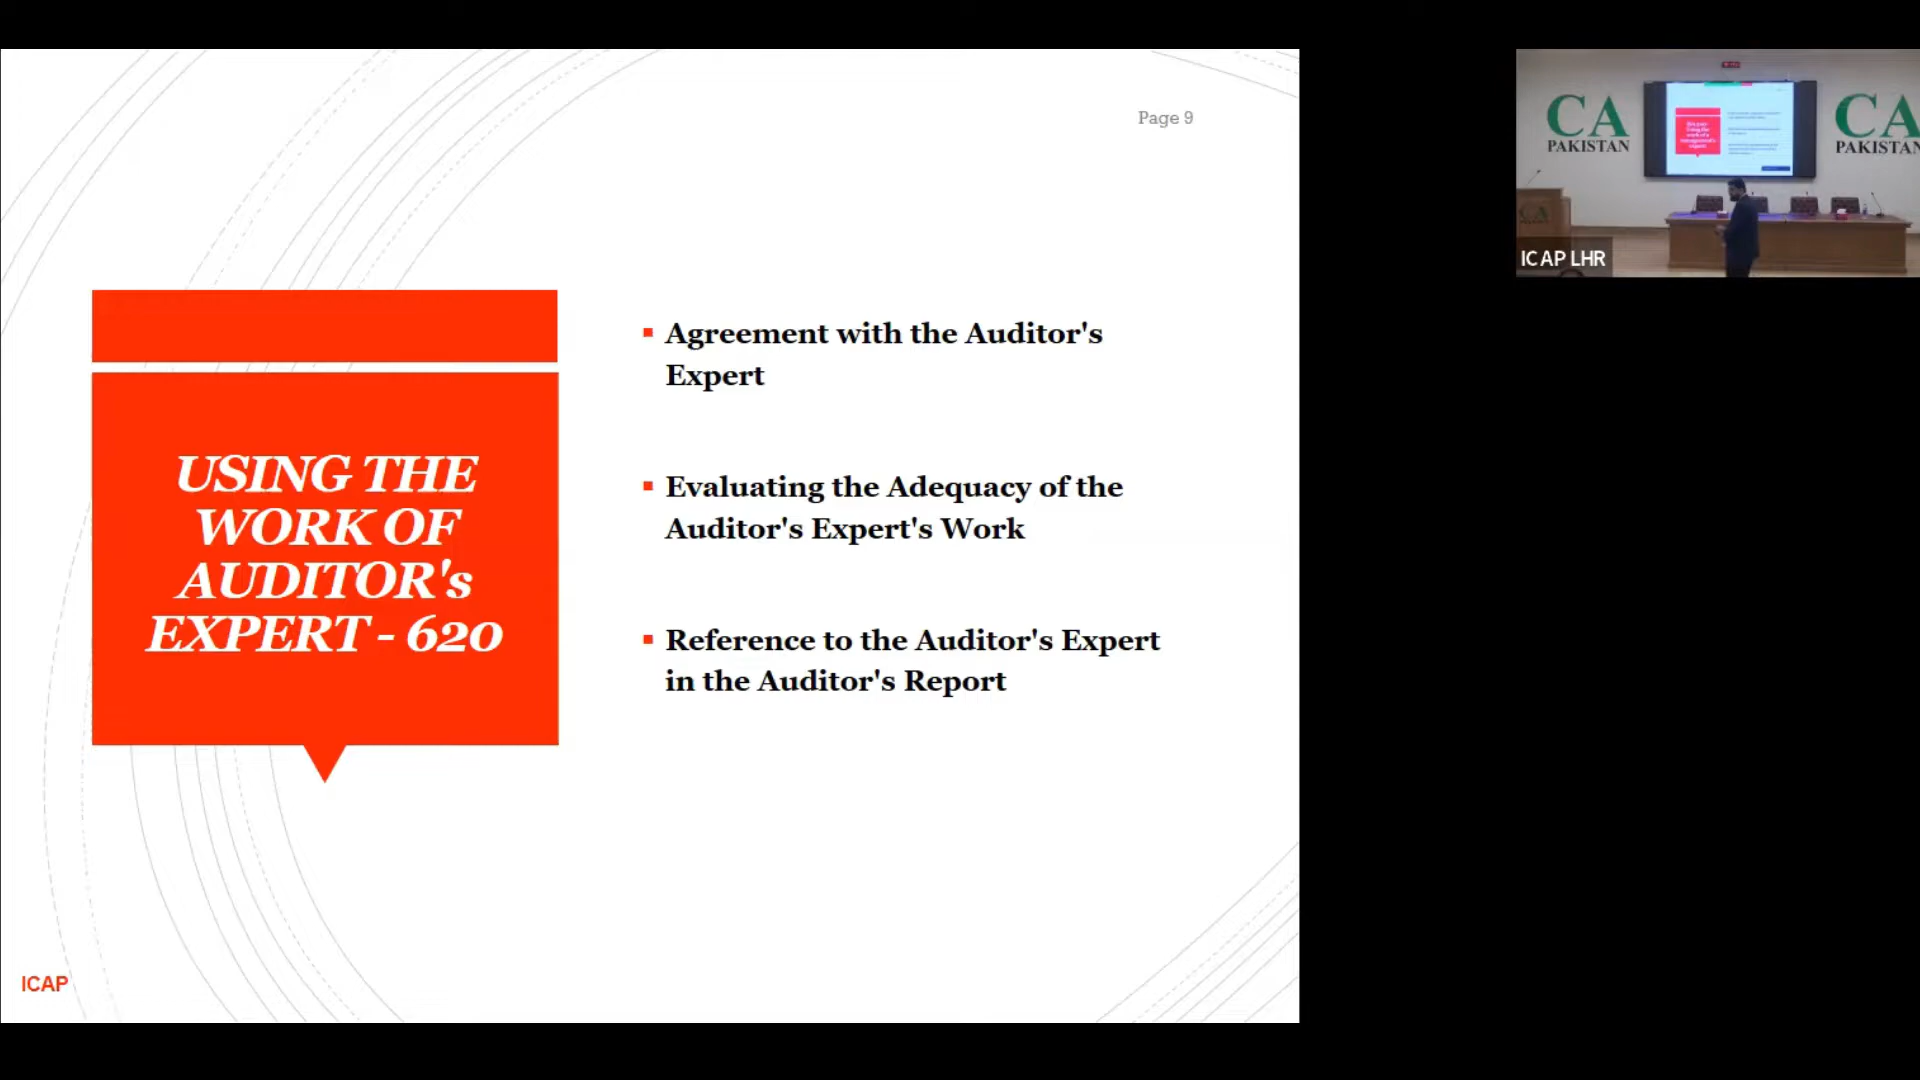 Page 9
USING THE
WORK OF
AUDITOR's
EXPERT - 620
▪ Agreement with the Auditor's
Expert
▪ Evaluating the Adequacy of the
Auditor's Expert's Work
▪ Reference to the Auditor's Expert
in the Auditor's Report
ICAP
CA
PAKISTAN
CA
PAKISTAN
CA
ICAP LHR